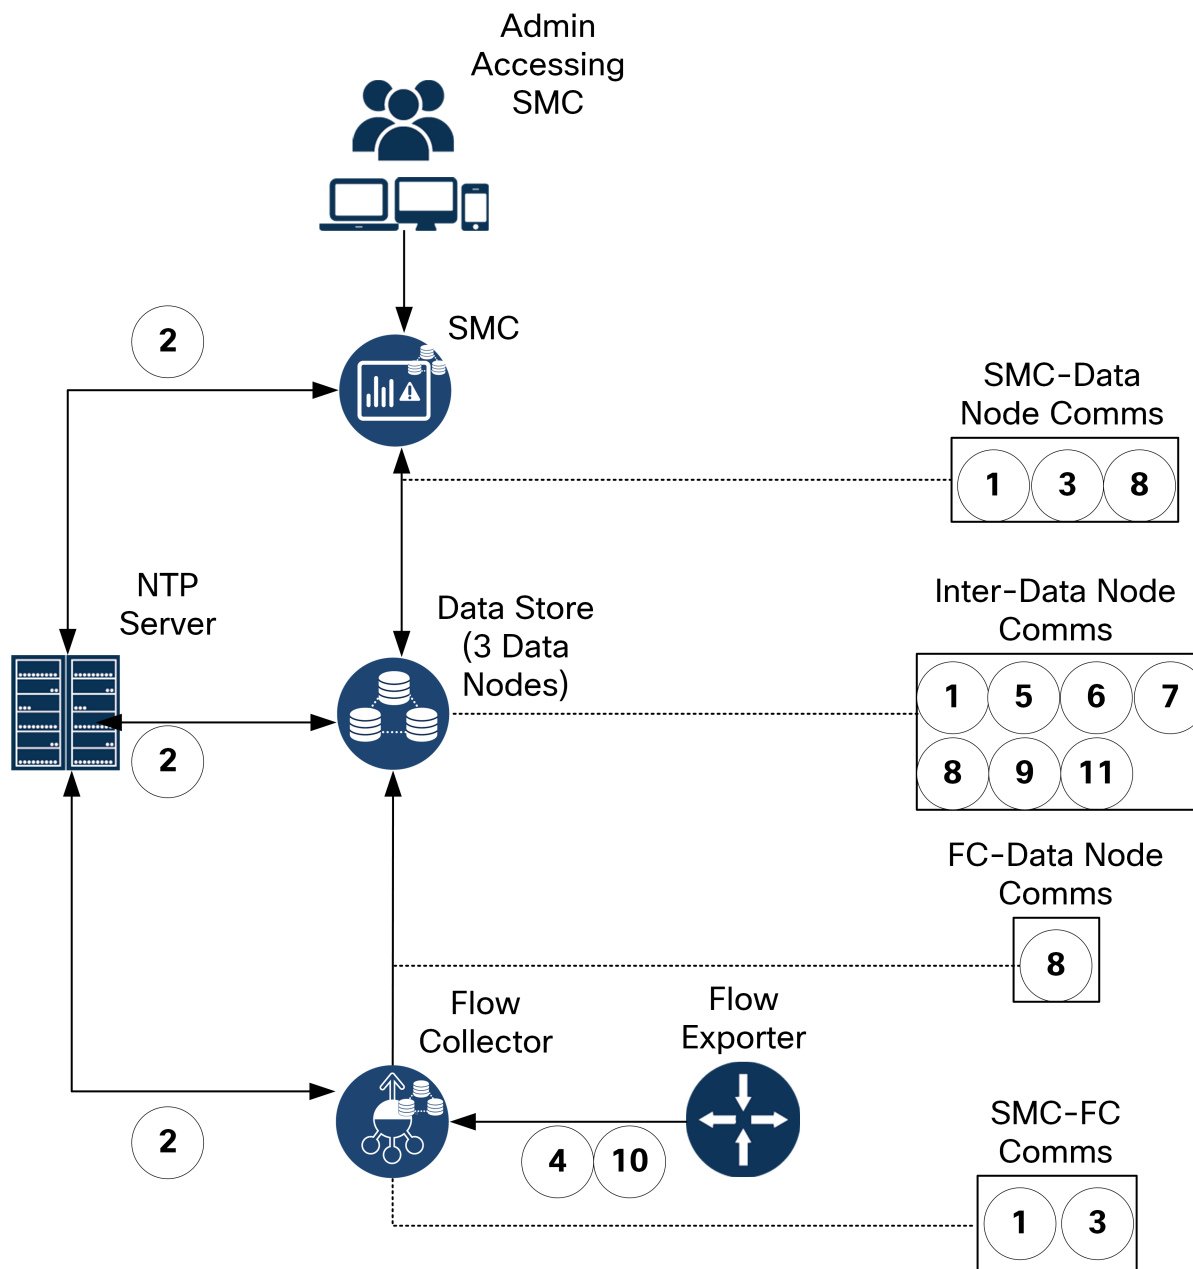 Admin
Accessing
SMC
2
SMC
SMC-Data
Node Comms
1 3 8
NTP
Server
Data Store
(3 Data
Nodes)
Inter-Data Node
Comms
1 5 6 7
8 9 11
2
FC-Data Node
Comms
8
Flow
Collector
Flow
Exporter
2
4 10
SMC-FC
Comms
1 3